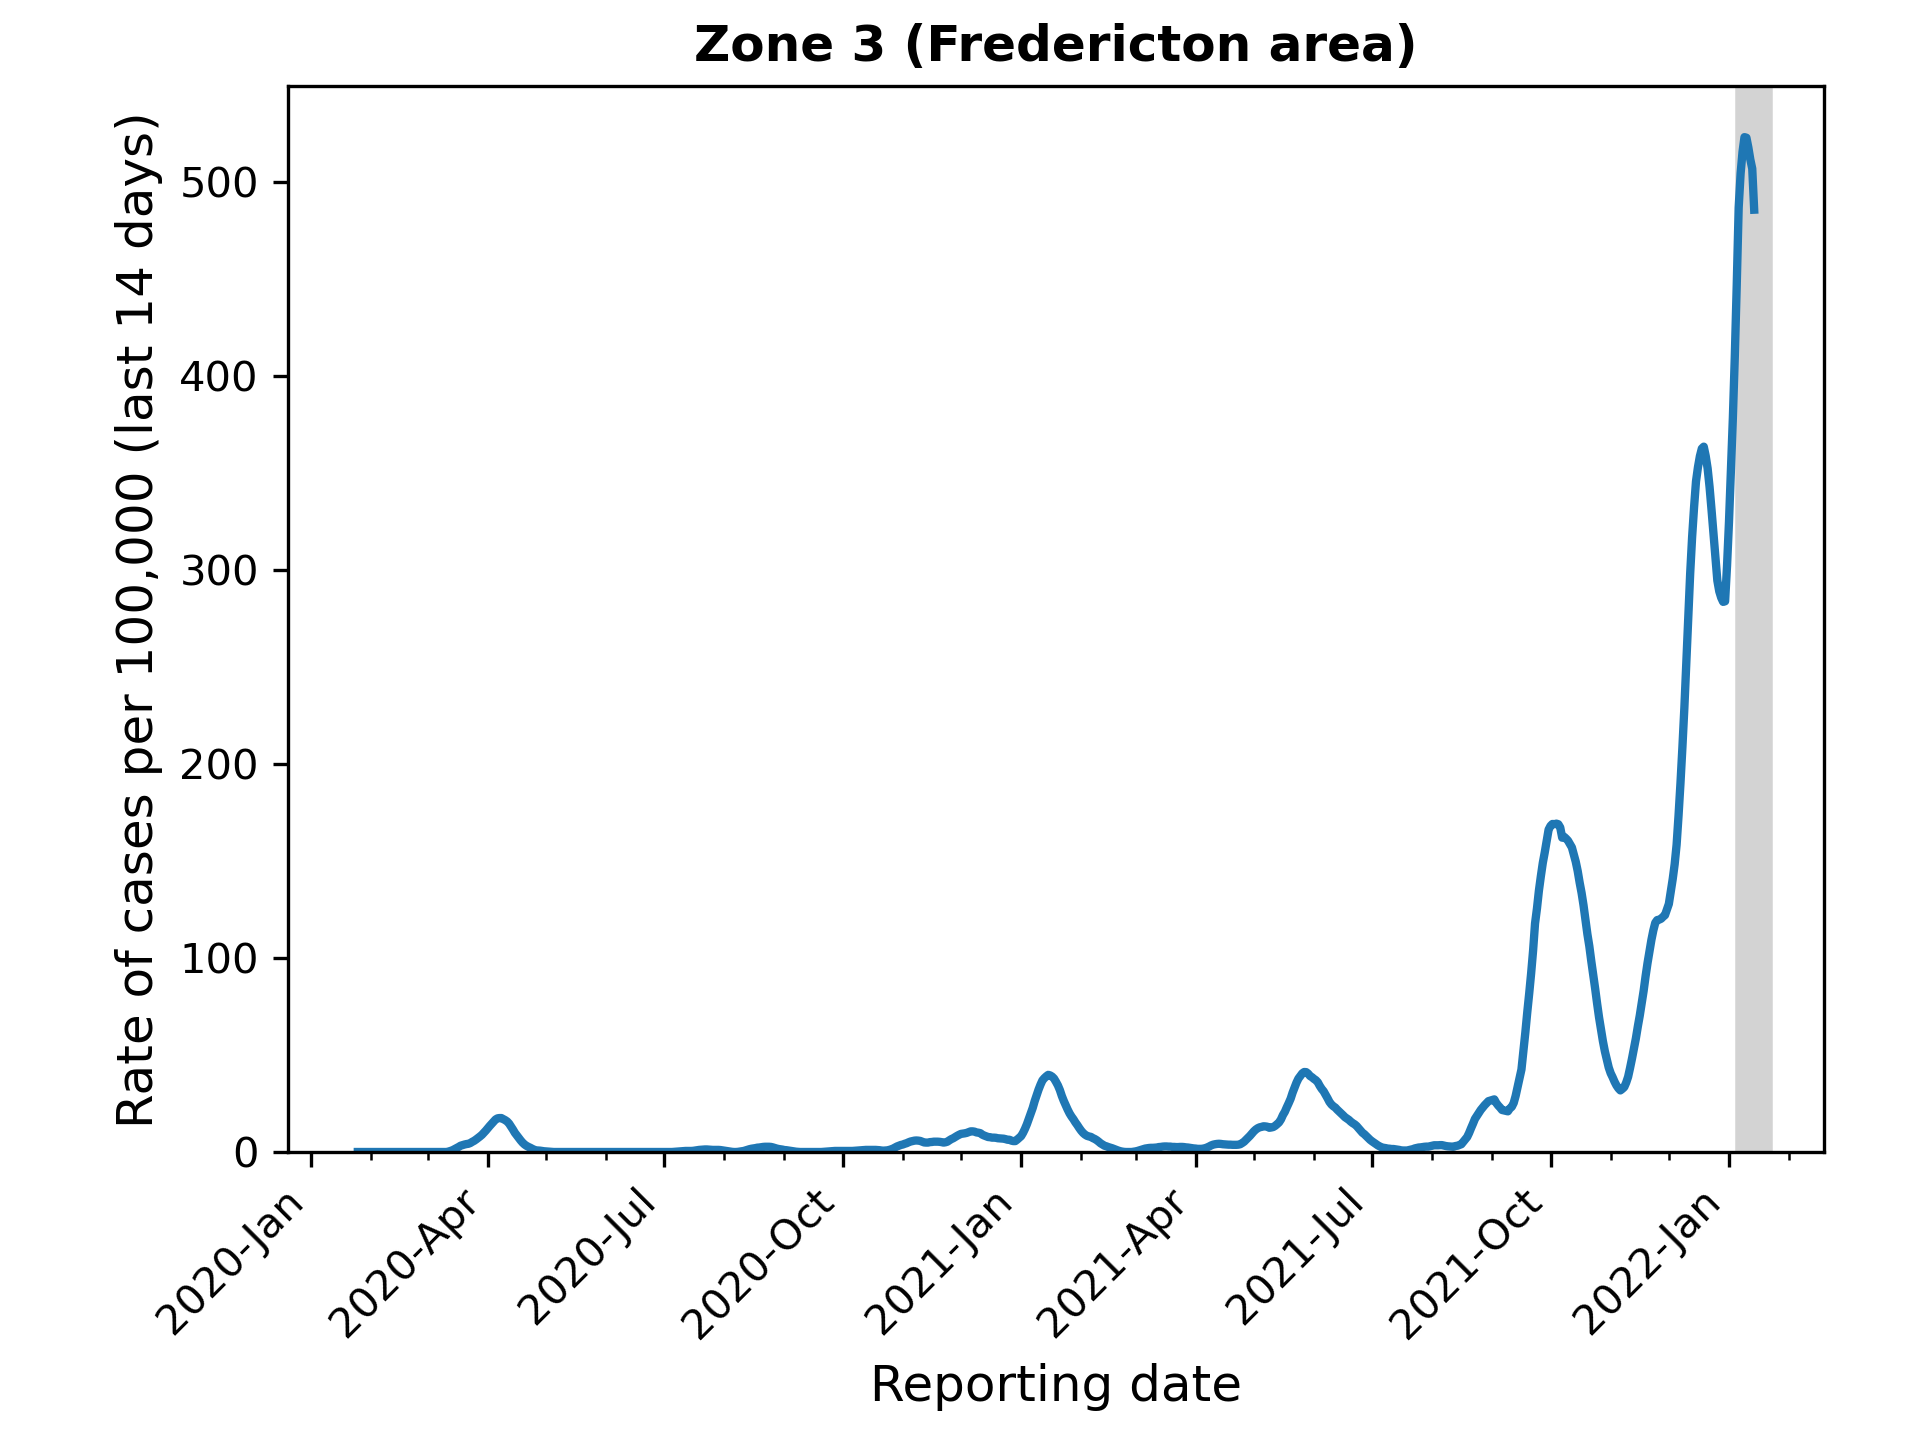 Zone 3 (Fredericton area)
Rate of cases per 100,000 (last 14 days)
500
400
300
200
100
0
2020-Jan
2020-Apr
2020-Jul
2020-Oct
2021-Jan
2021-Apr
2021-Jul
2021-Oct
2022-Jan
Reporting date